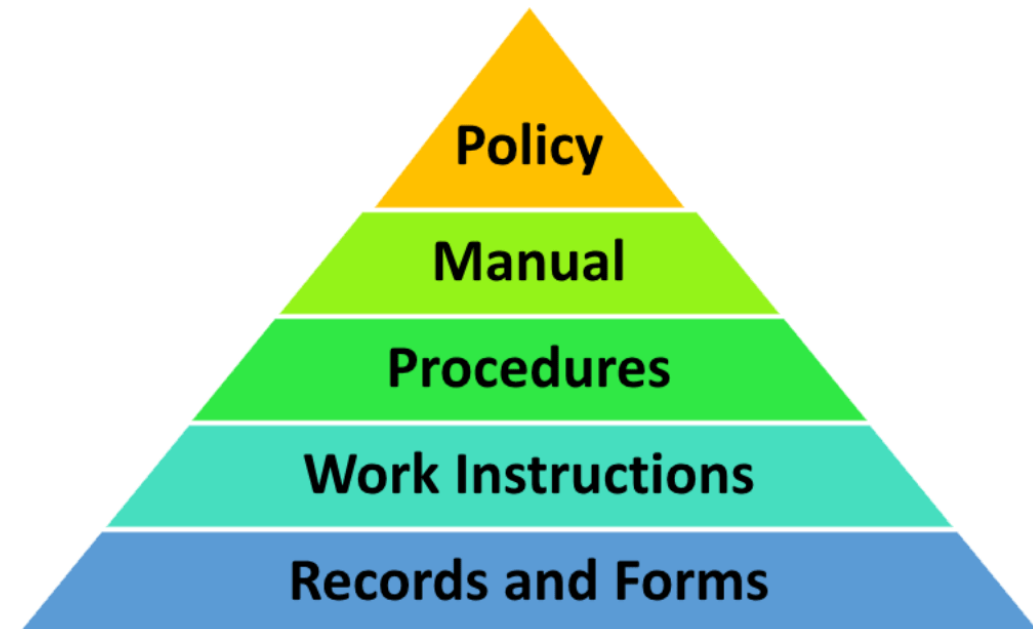 Policy
Manual
Procedures
Work Instructions
Records and Forms